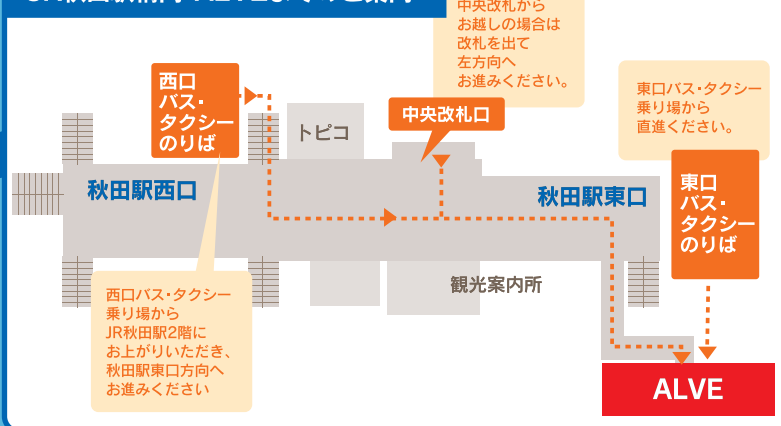 中央改札から
お越しの場合は
改札を出て
左方向へ
お進みください。
西口
バス・
タクシー
のりば
トピコ
中央改札口
東口バス・タクシー
乗り場から
直進ください。
秋田駅西口
秋田駅東口
東口
バス・
タクシー
のりば
観光案内所
西口バス・タクシー
乗り場から
JR秋田駅2階に
お上がりいただき、
秋田駅東口方向へ
お進みください
ALVE